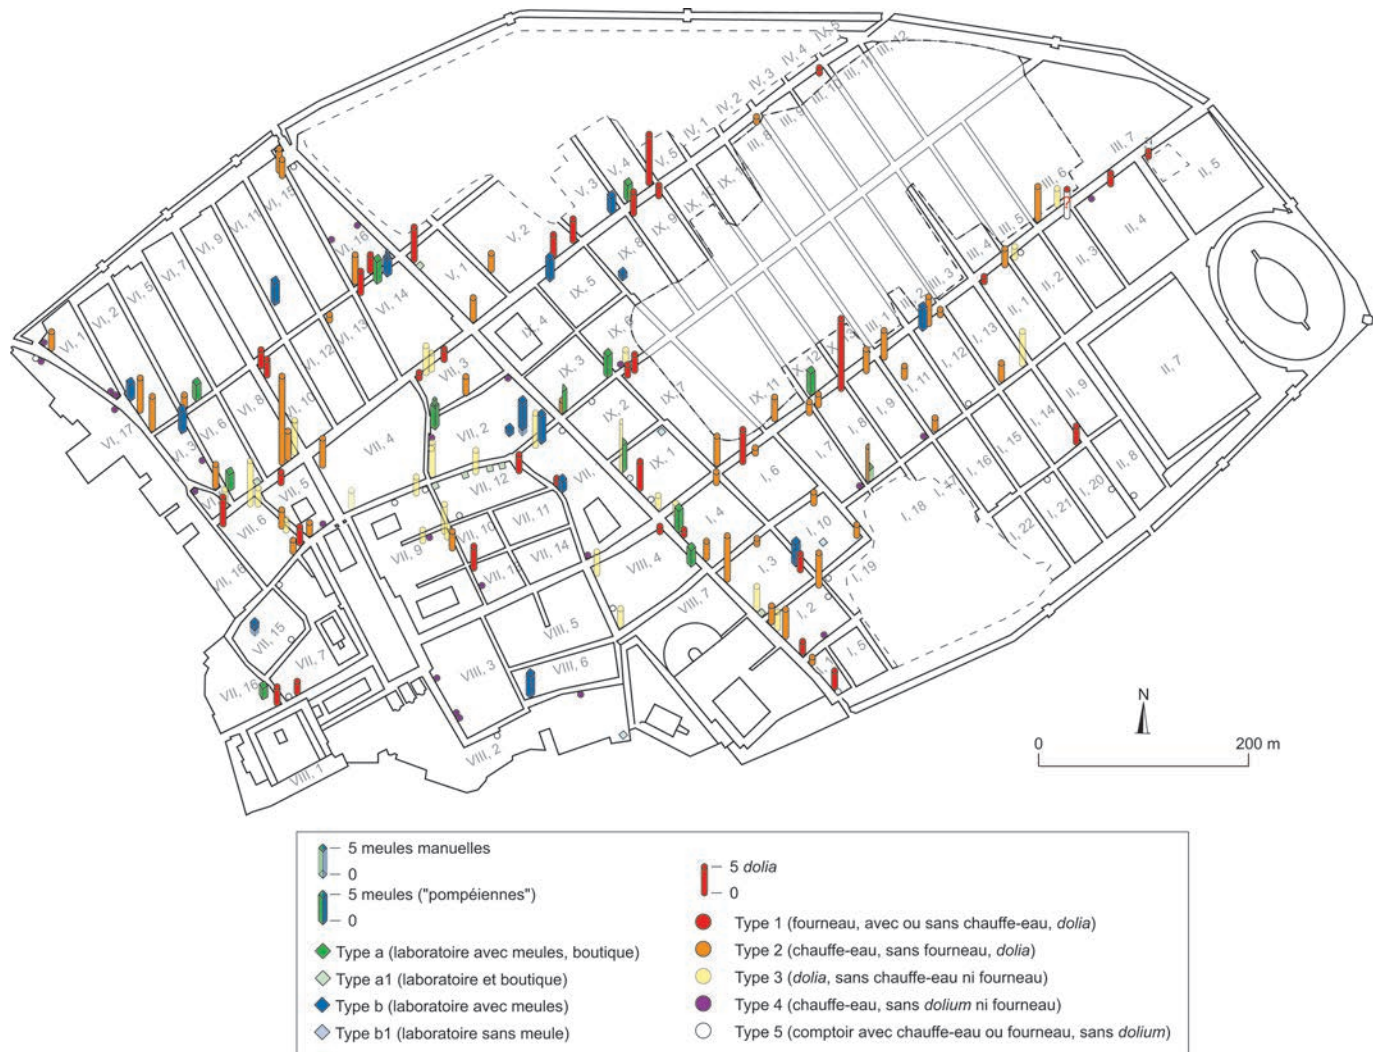 IV, 5
IV, 4
IV, 3
IV, 2
IV, 1
III, 12
III, 11
III, 10
III, 9
III, 8
III, 7
III, 6
III, 5
III, 4
III, 3
III, 2
III, 1
V, 5
V, 4
V, 3
V, 2
V, 1
VI, 15
VI, 11
VI, 9
VI, 7
VI, 5
VI, 2
VI, 1
VI, 16
VI, 14
VI, 13
VI, 12
VI, 10
VI, 8
VI, 6
VI, 3
VI, 17
IX, 9
IX, 8
IX, 5
IX, 4
IX, 3
IX, 2
IX, 7
IX, 1
IX, 11
IX, 12
II, 5
II, 4
II, 3
II, 2
II, 1
II, 7
II, 9
II, 8
I, 13
I, 12
I, 11
I, 9
I, 8
I, 7
I, 6
I, 4
I, 10
I, 3
I, 2
I, 5
I, 19
I, 18
I, 16
I, 15
I, 14
I, 22
I, 21
I, 20
VII, 3
VII, 4
VII, 2
VII, 5
VII, 6
VII, 12
VII, 11
VII, 10
VII, 9
VII, 14
VII, 16
VII, 15
VII, 7
VII, 16
VIII, 4
VIII, 7
VIII, 5
VIII, 6
VIII, 3
VIII, 2
VIII, 1
N
0 200 m
5 meules manuelles
0
5 meules ("pompéiennes")
0
Type a (laboratoire avec meules, boutique)
Type a1 (laboratoire et boutique)
Type b (laboratoire avec meules)
Type b1 (laboratoire sans meule)
5 dolia
0
Type 1 (fourneau, avec ou sans chauffe-eau, dolia)
Type 2 (chauffe-eau, sans fourneau, dolia)
Type 3 (dolia, sans chauffe-eau ni fourneau)
Type 4 (chauffe-eau, sans dolium ni fourneau)
Type 5 (comptoir avec chauffe-eau ou fourneau, sans dolium)